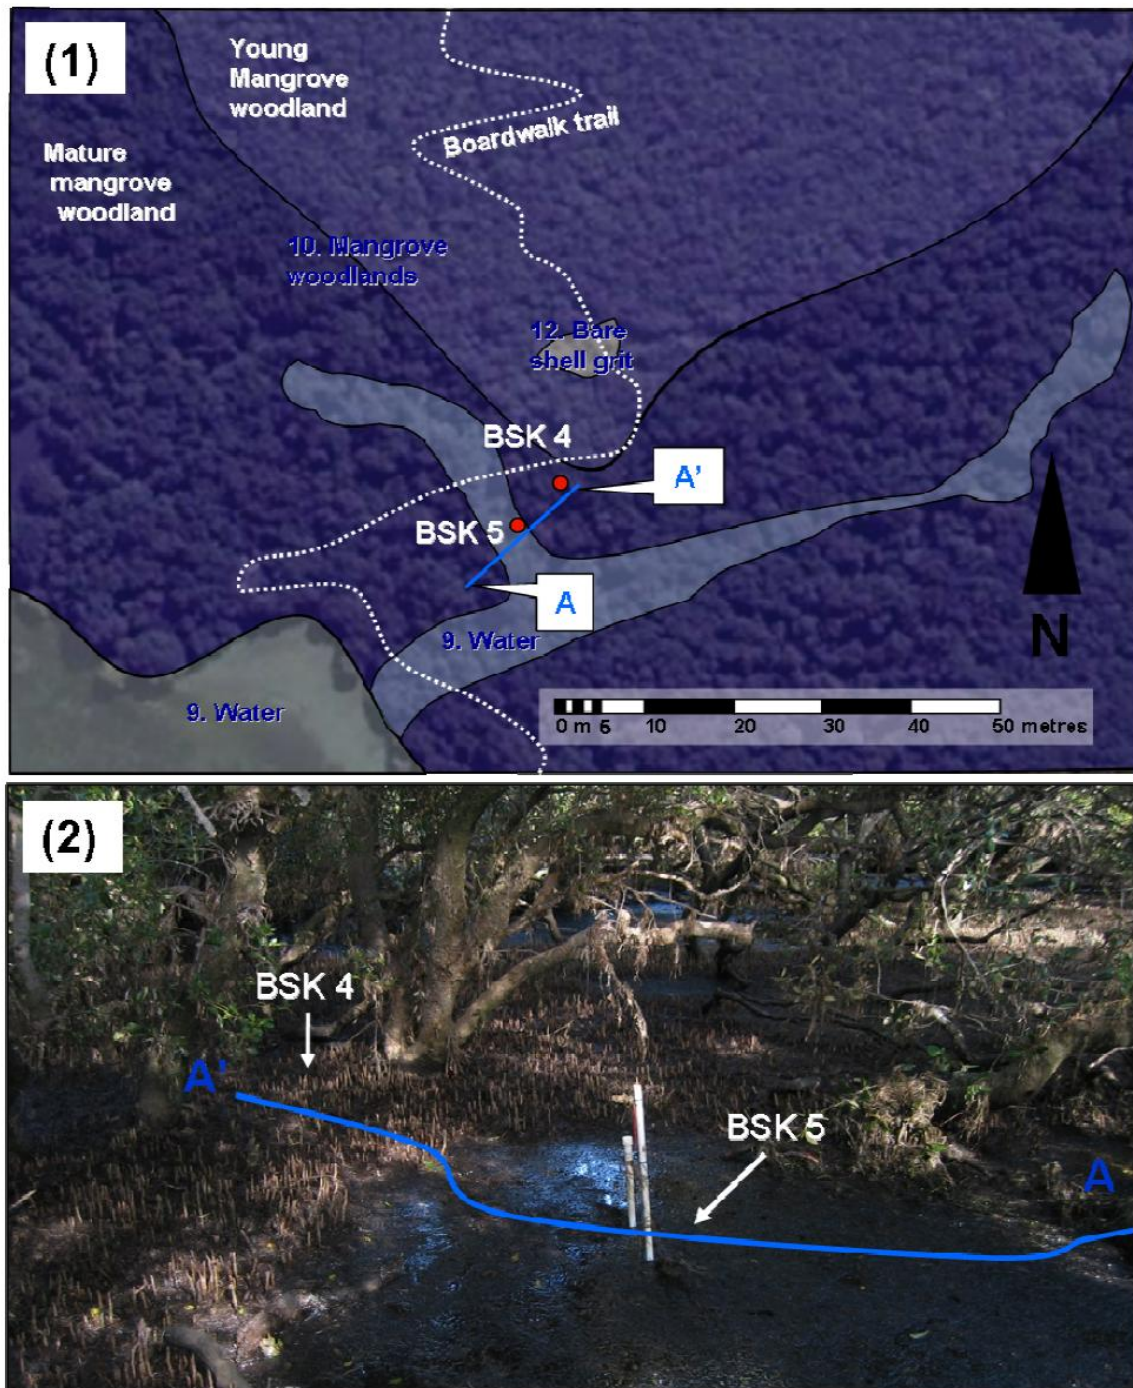 (1)
Young
Mangrove
woodland
Boardwalk trail
Mature
mangrove
woodland
10. Mangrove
woodlands
12. Bare
shell grit
BSK 4
A'
BSK 5
A
9. Water
9. Water
N
0 m 5 10 20 30 40 50 metres
(2)
BSK 4
A'
BSK 5
A